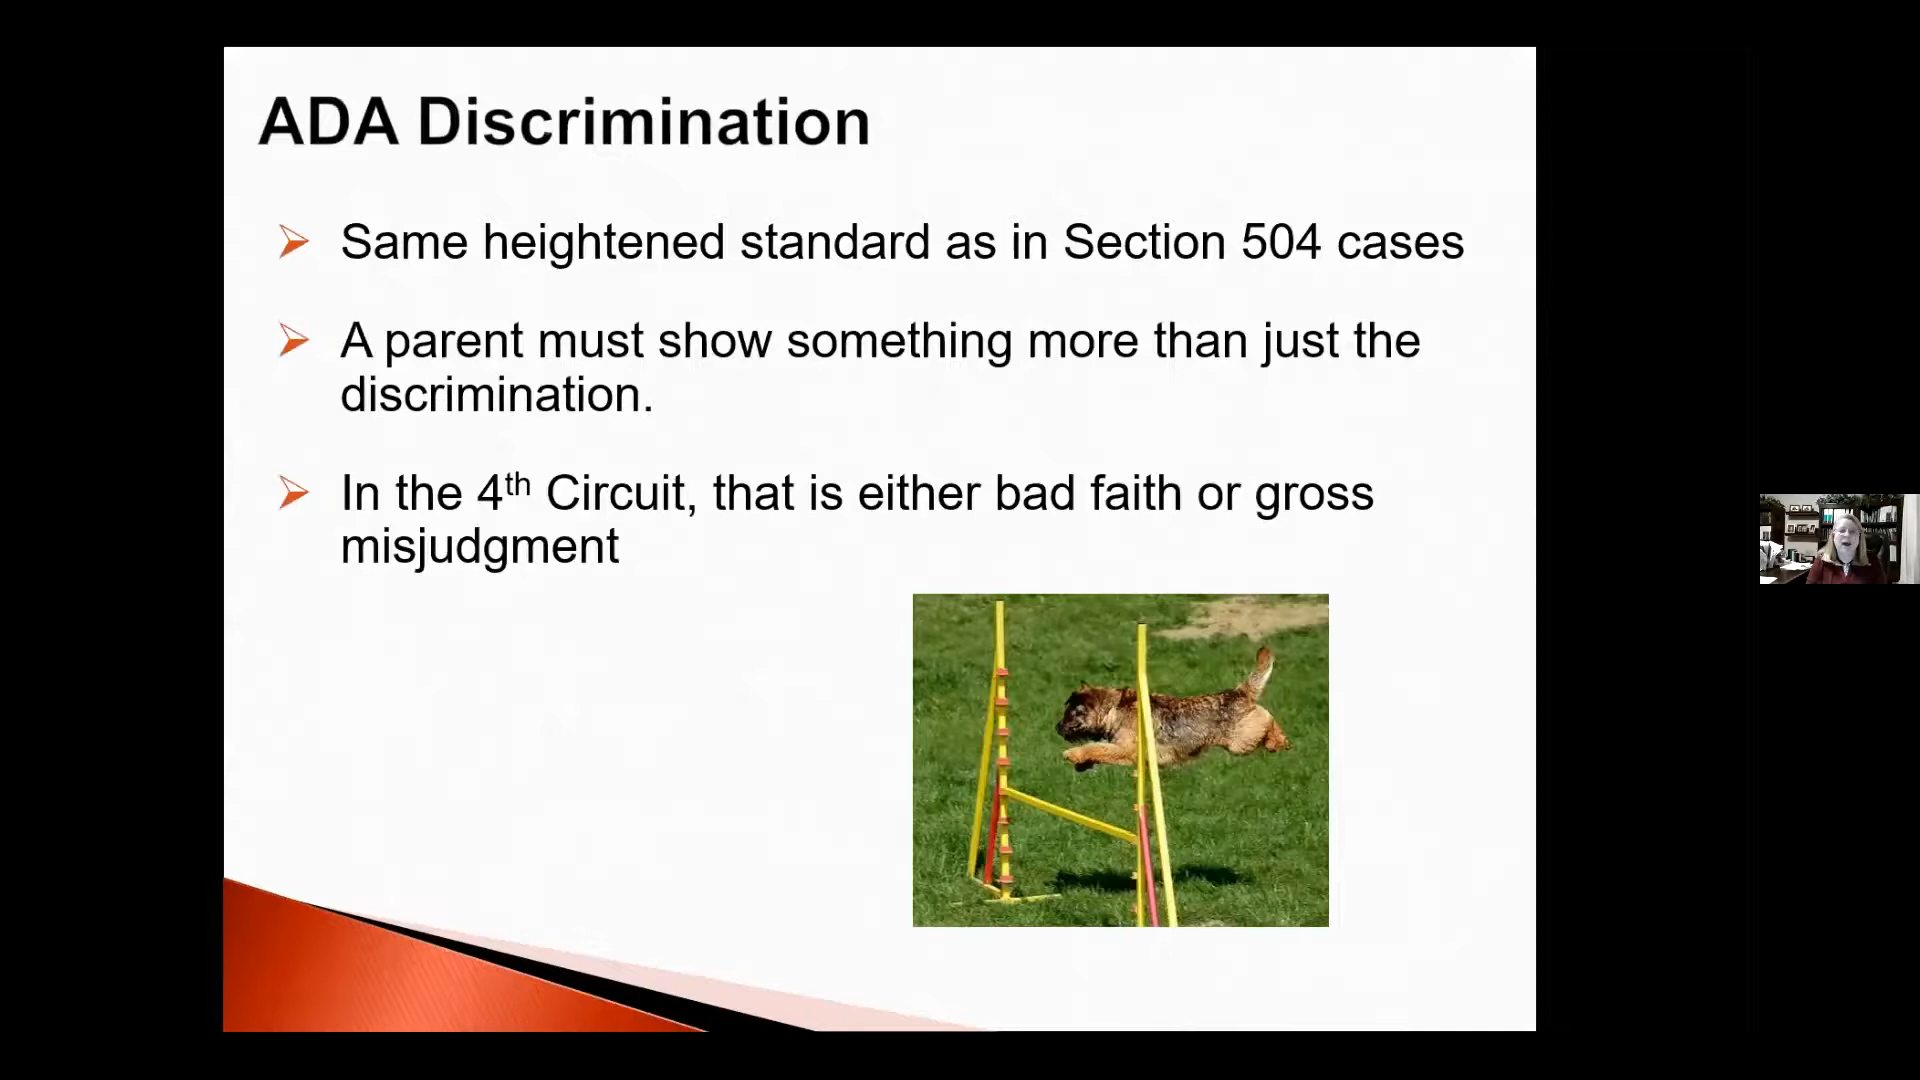 ADA Discrimination
Same heightened standard as in Section 504 cases
A parent must show something more than just the
discrimination.
In the 4th Circuit, that is either bad faith or gross
misjudgment